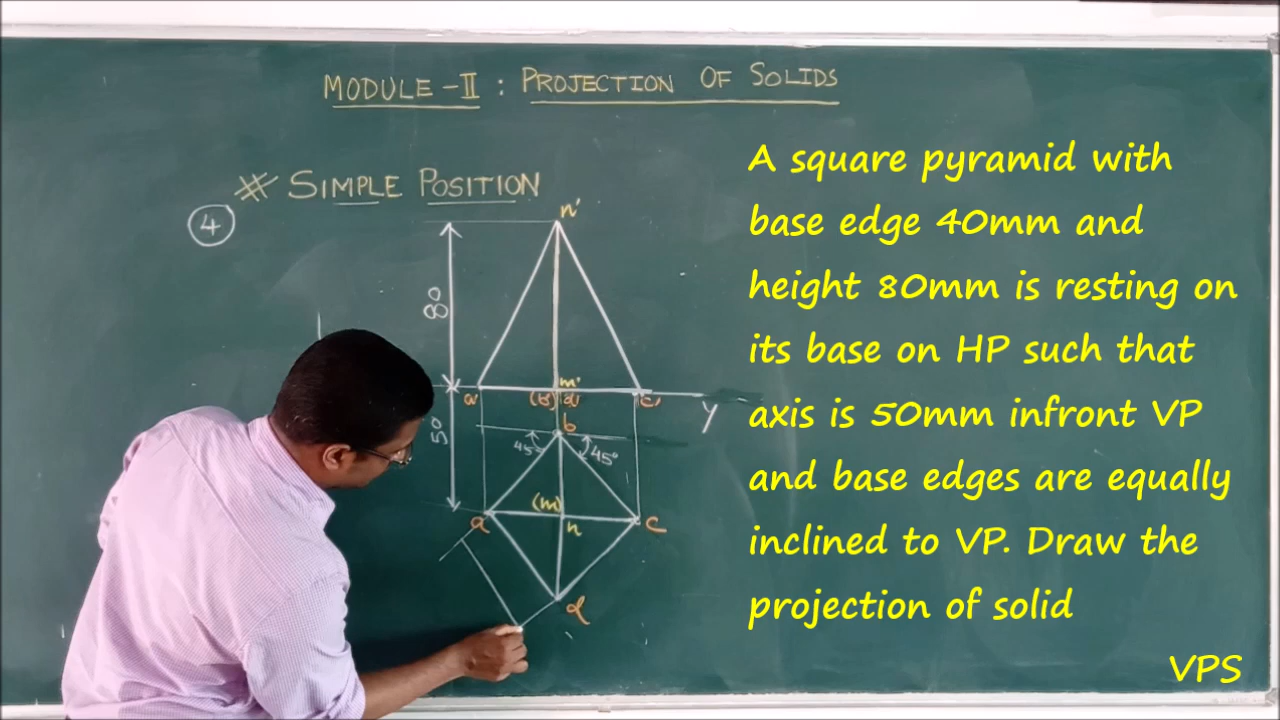 MODULE - II : PROJECTION OF SOLIDS
# SIMPLE POSITION
4
n'
80
m'
a' (b') d' c'
y
50
b
45° 45°
(m)
a n c
d
A square pyramid with
base edge 40mm and
height 80mm is resting on
its base on HP such that
axis is 50mm infront VP
and base edges are equally
inclined to VP. Draw the
projection of solid
VPS